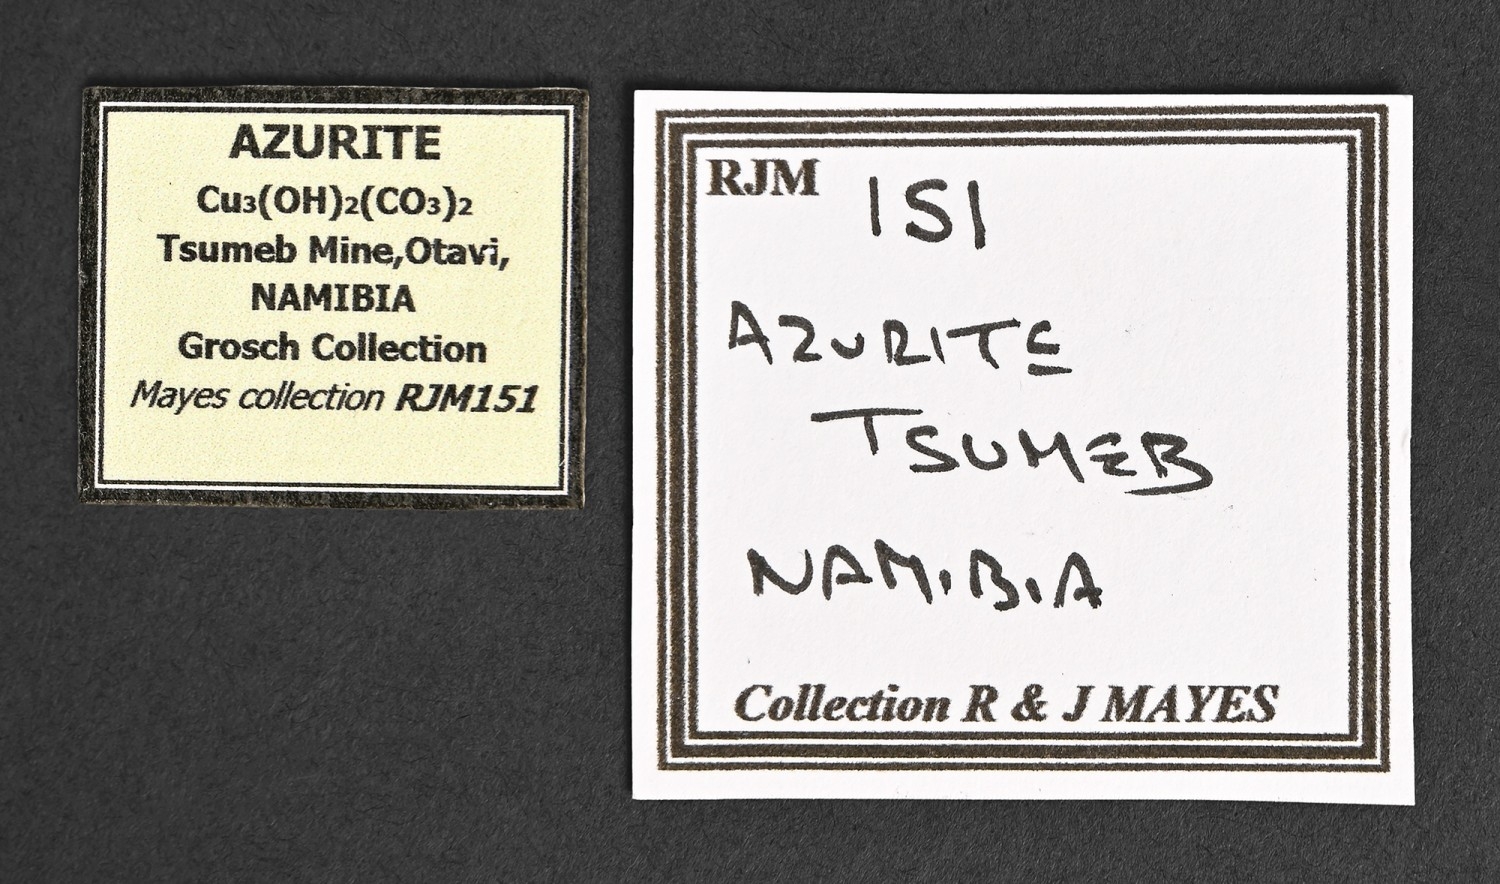 AZURITE
Cu3(OH)2(CO3)2
Tsumeb Mine,Otavi,
NAMIBIA
Grosch Collection
Mayes collection RJM151
RJM 151
AZURITE
TSUMEB
NAMIBIA
Collection R & J MAYES